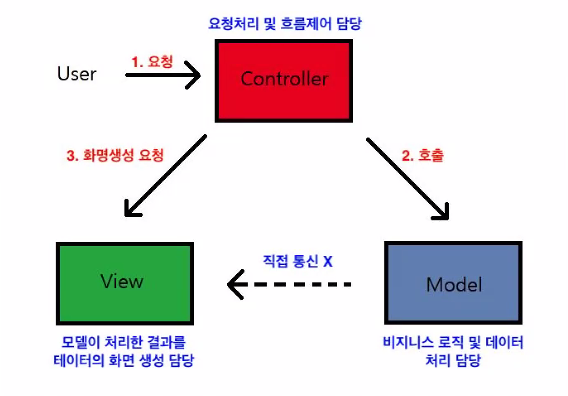 요청처리 및 흐름제어 담당
User
1. 요청
Controller
3. 화명생성 요청
2. 호출
직접 통신 X
View
Model
모델이 처리한 결과를
테이터의 화면 생성 담당
비지니스 로직 및 데이터
처리 담당